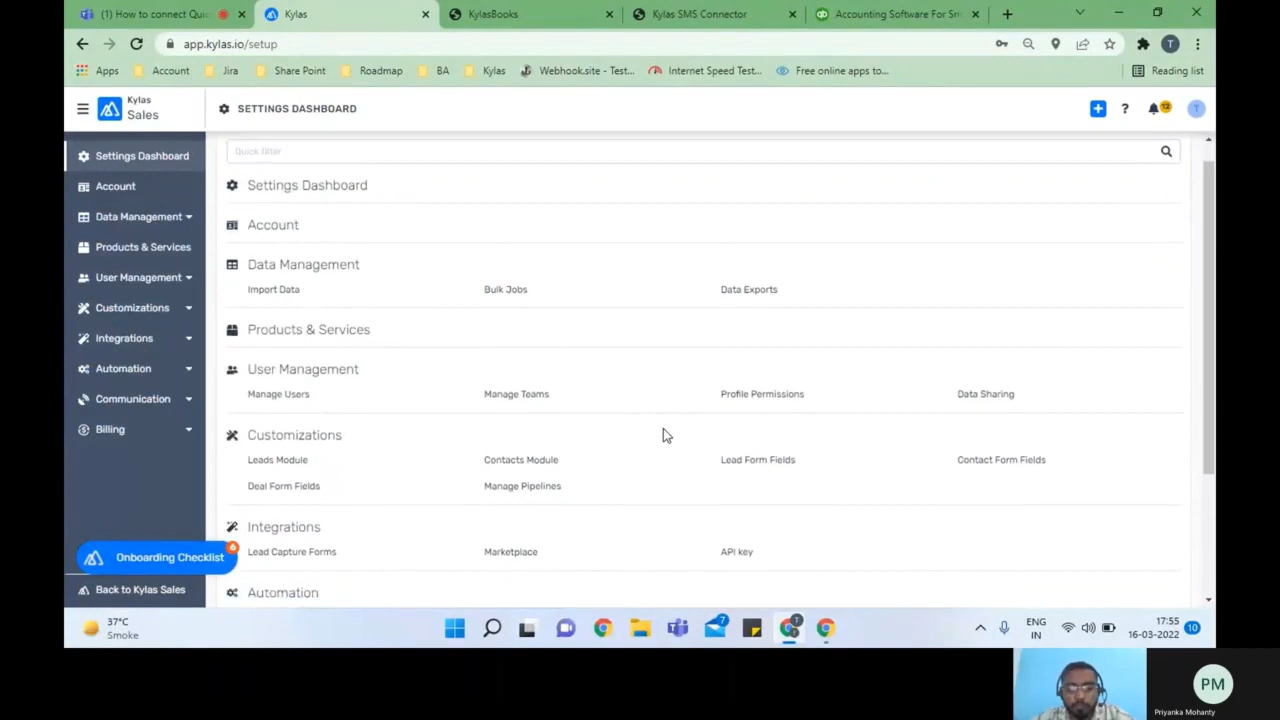 (1) How to connect Quic
Kylas
KylasBooks
Kylas SMS Connector
Accounting Software For Sm
app.kylas.io/setup
T
Apps
Account
Jira
Share Point
Roadmap
BA
Kylas
Webhook.site - Test...
Internet Speed Test...
Free online apps to...
Reading list
Kylas
Sales
SETTINGS DASHBOARD
?
12
T
Settings Dashboard
Account
Data Management
Products & Services
User Management
Customizations
Integrations
Automation
Communication
Billing
Onboarding Checklist
6
Back to Kylas Sales
Quick filter
Settings Dashboard
Account
Data Management
Import Data
Bulk Jobs
Data Exports
Products & Services
User Management
Manage Users
Manage Teams
Profile Permissions
Data Sharing
Customizations
Leads Module
Contacts Module
Lead Form Fields
Contact Form Fields
Deal Form Fields
Manage Pipelines
Integrations
Lead Capture Forms
Marketplace
API key
Automation
37°C
Smoke
7
T
ENG
IN
17:55
16-03-2022
10
PM
Priyanka Mohanty